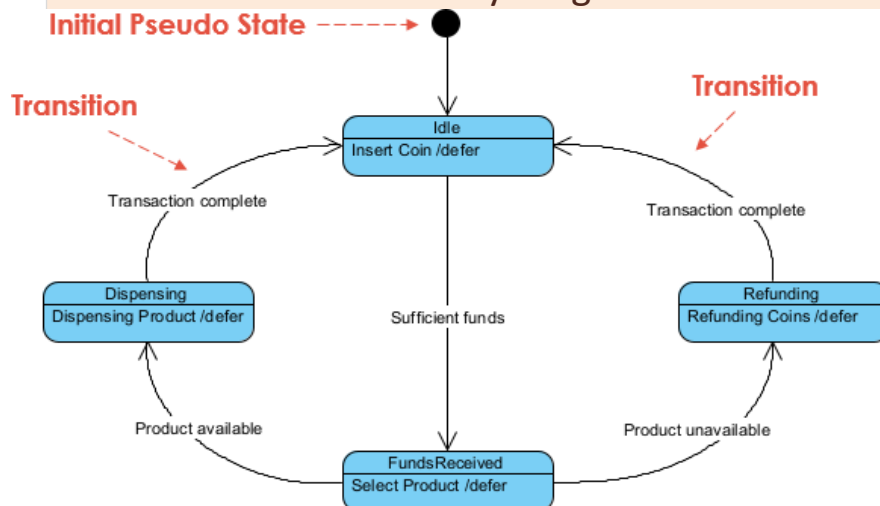 Initial Pseudo State
Transition
Transition
Idle
Insert Coin /defer
Transaction complete
Transaction complete
Dispensing
Dispensing Product /defer
Refunding
Refunding Coins /defer
Sufficient funds
Product available
Product unavailable
FundsReceived
Select Product /defer